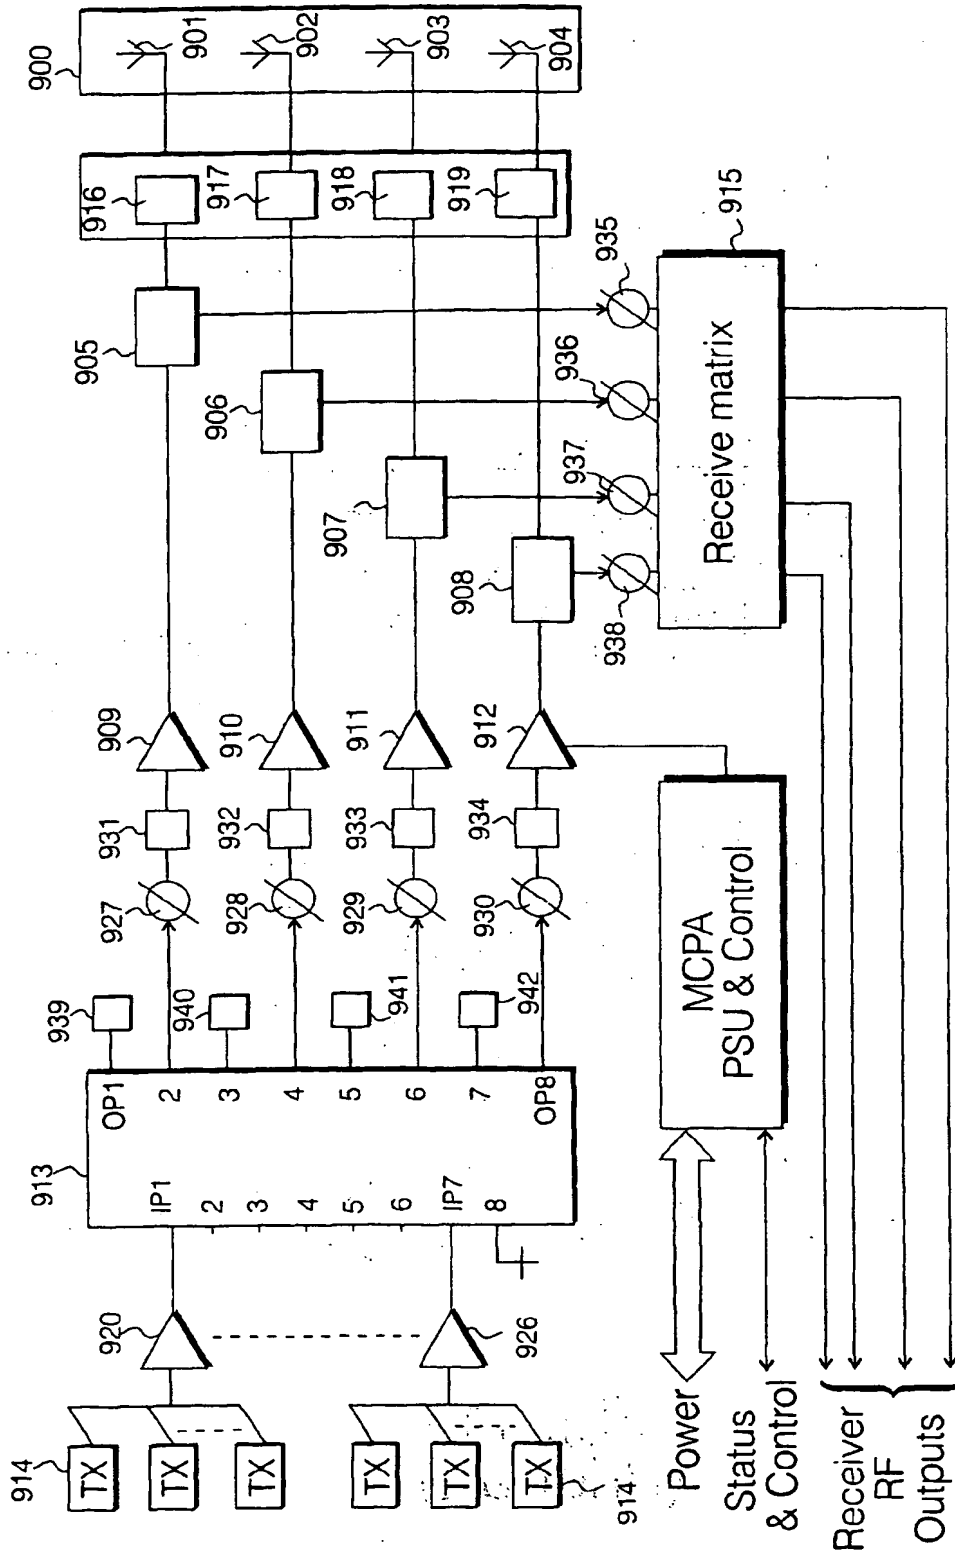 900
901
902
903
904
916
917
918
919
905
906
907
908
935
936
937
938
915
Receive matrix
909
910
911
912
931
932
933
934
927
928
929
930
939
940
941
942
913
OP1
2
3
4
5
6
7
OP8
IP1
2
3
4
5
6
IP7
8
MCPA
PSU & Control
920
926
914
TX
TX
TX
TX
TX
TX
914
Power
Status
& Control
Receiver
RF
Outputs